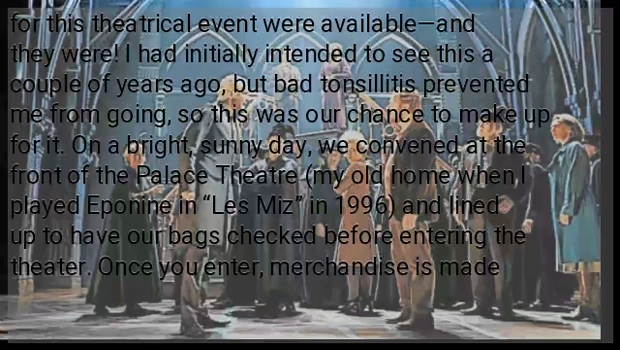 for this theatrical event were available—and
they were! I had initially intended to see this a
couple of years ago, but bad tonsillitis prevented
me from going, so this was our chance to make up
for it. On a bright, sunny day, we convened at the
front of the Palace Theatre (my old home when I
played Eponine in “Les Miz” in 1996) and lined
up to have our bags checked before entering the
theater. Once you enter, merchandise is made